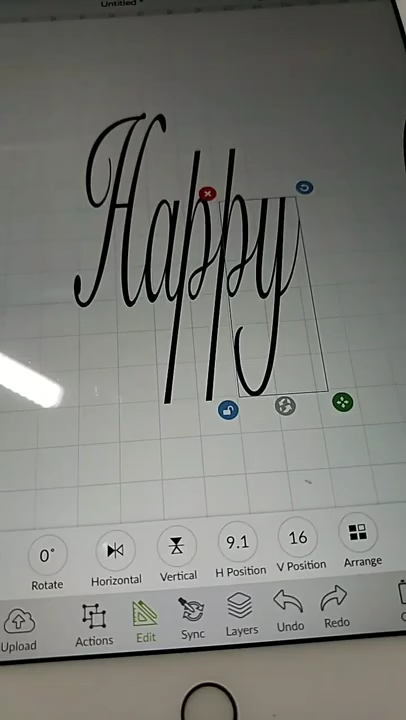 Untitled*
Happy
0°
9.1
16
Rotate
Horizontal
Vertical
H Position
V Position
Arrange
Upload
Actions
Edit
Sync
Layers
Undo
Redo